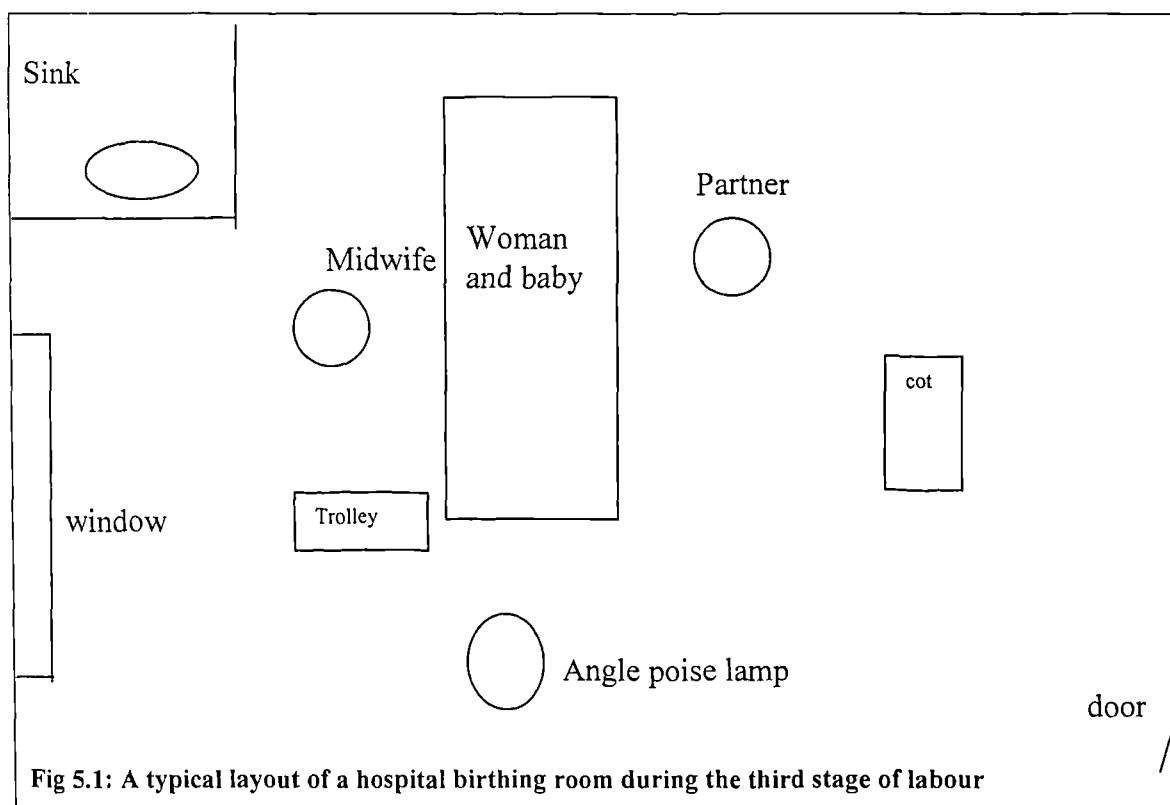 Sink
Partner
Midwife
Woman
and baby
cot
Trolley
window
Angle poise lamp
door
Fig 5.1: A typical layout of a hospital birthing room during the third stage of labour